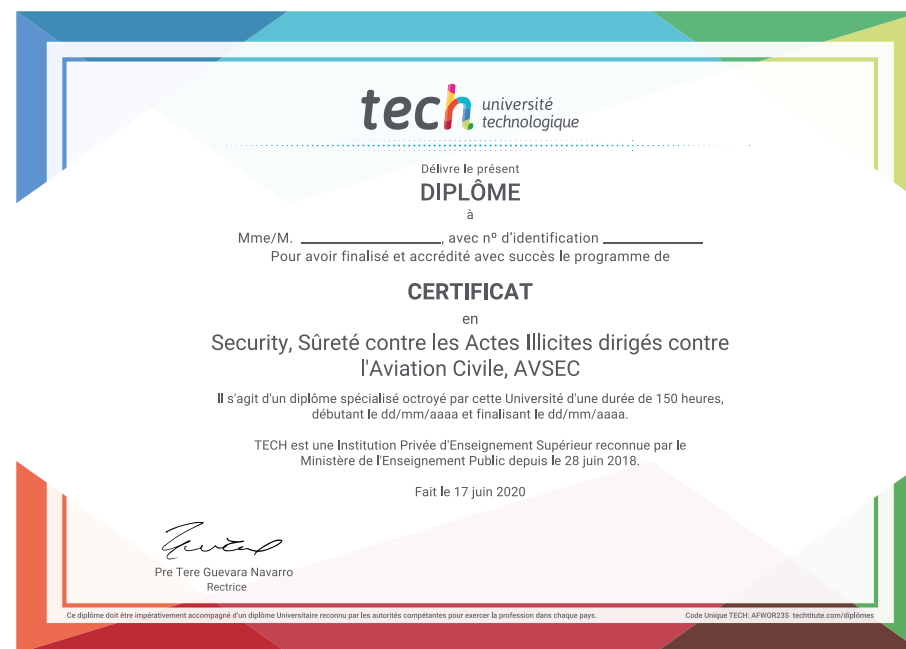 tech université
technologique
Délivre le présent
DIPLÔME
à
Mme/M. ____________________, avec nº d'identification ______________
Pour avoir finalisé et accrédité avec succès le programme de
CERTIFICAT
en
Security, Sûreté contre les Actes Illicites dirigés contre
l'Aviation Civile, AVSEC
Il s'agit d'un diplôme spécialisé octroyé par cette Université d'une durée de 150 heures,
débutant le dd/mm/aaaa et finalisant le dd/mm/aaaa.
TECH est une Institution Privée d'Enseignement Supérieur reconnue par le
Ministère de l'Enseignement Public depuis le 28 juin 2018.
Fait le 17 juin 2020
Pre Tere Guevara Navarro
Rectrice
Ce diplôme doit être impérativement accompagné d'un diplôme Universitaire reconnu par les autorités compétantes pour exercer la profession dans chaque pays.
Code Unique TECH: AFWOR23S techtitute.com/diplômes